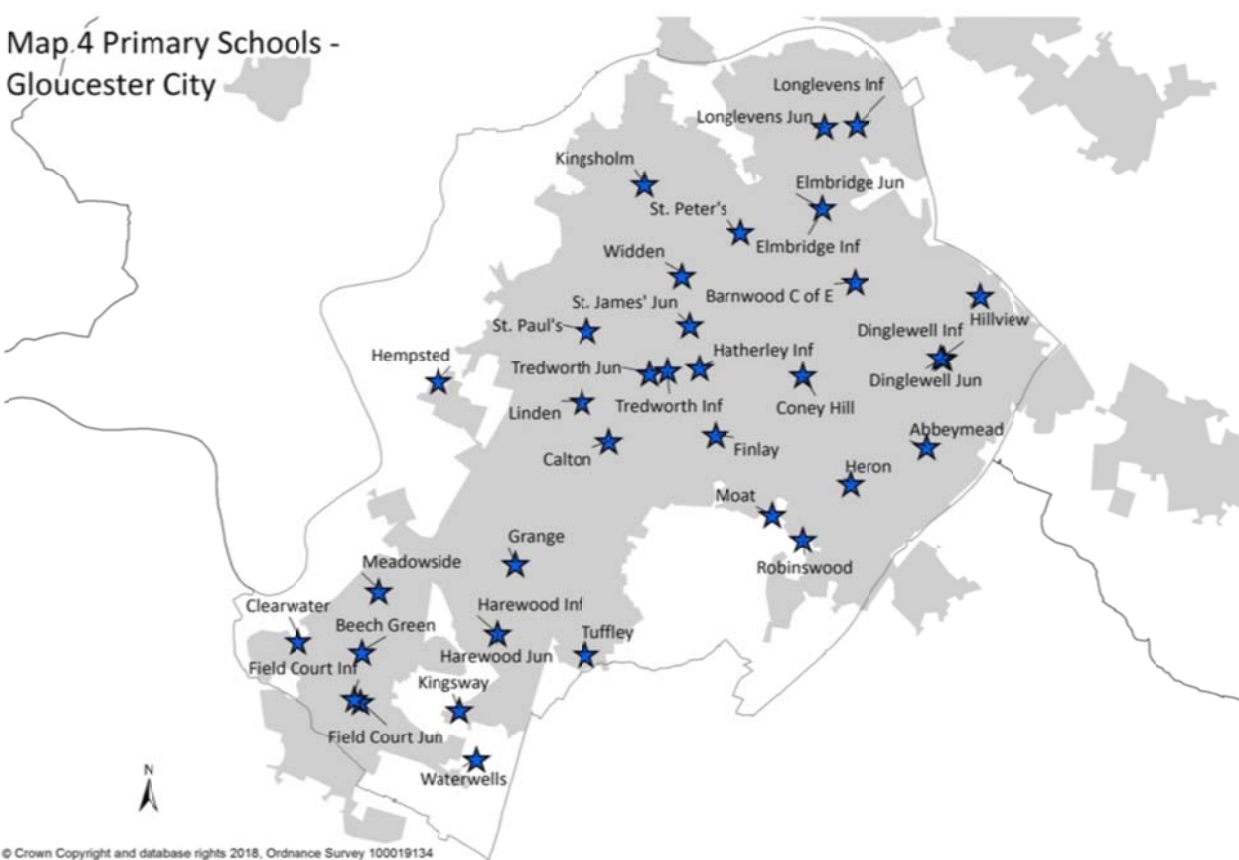 Map 4 Primary Schools -
Gloucester City
Longlevens Inf
Longlevens Jun
Kingsholm
Elmbridge Jun
St. Peter's
Elmbridge Inf
Widden
Barnwood C of E
St. James' Jun
Hillview
St. Paul's
Dinglewell Inf
Hatherley Inf
Hempsted
Tredworth Jun
Dinglewell Jun
Tredworth Inf
Coney Hill
Linden
Abbeymead
Finlay
Calton
Heron
Moat
Grange
Robinswood
Meadowside
Clearwater
Harewood Inf
Beech Green
Tuffley
Harewood Jun
Field Court Inf
Kingsway
Field Court Jun
N
Waterwells
© Crown Copyright and database rights 2018, Ordnance Survey 100019134